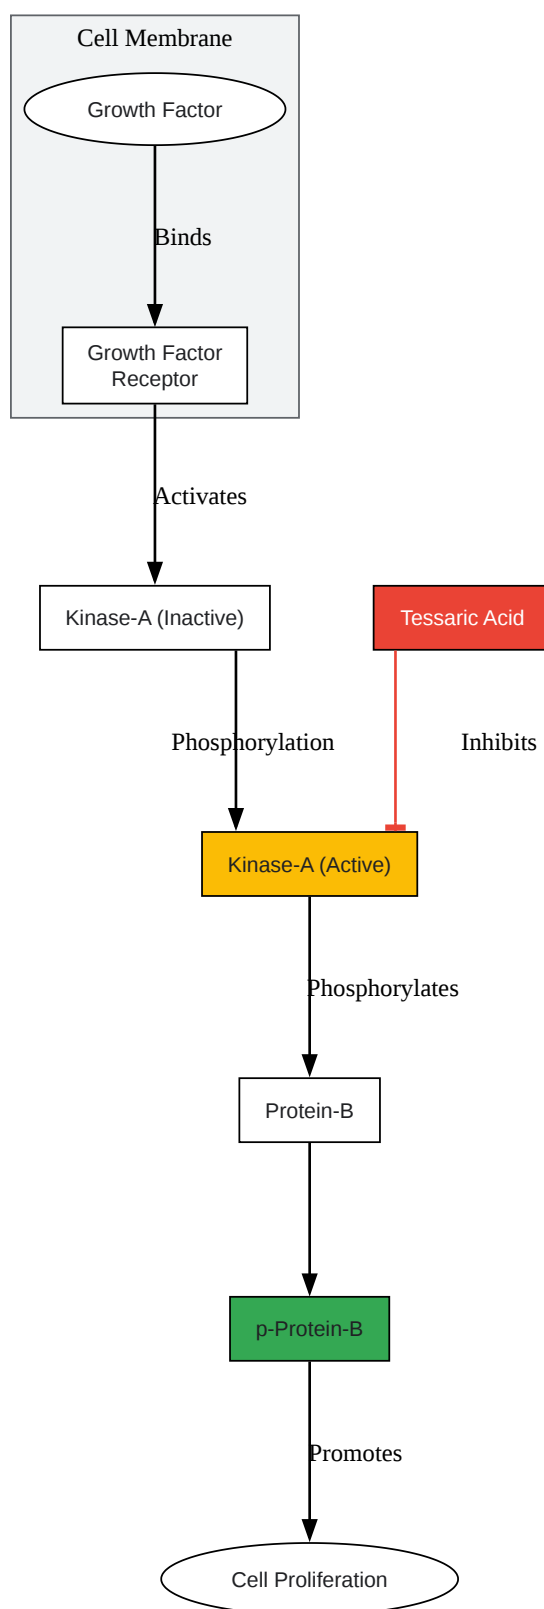 Cell Membrane
Growth Factor
Binds
Growth Factor
Receptor
Activates
Kinase-A (Inactive)
Tessaric Acid
Phosphorylation
Inhibits
Kinase-A (Active)
Phosphorylates
Protein-B
p-Protein-B
Promotes
Cell Proliferation